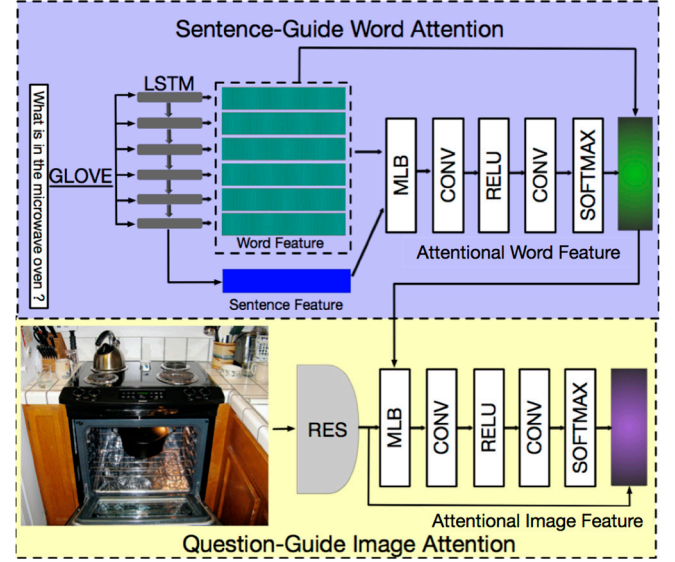 Sentence-Guide Word Attention
What is in the microwave oven ?
GLOVE
LSTM
Word Feature
Sentence Feature
MLB
CONV
RELU
CONV
SOFTMAX
Attentional Word Feature
RES
MLB
CONV
RELU
CONV
SOFTMAX
Attentional Image Feature
Question-Guide Image Attention